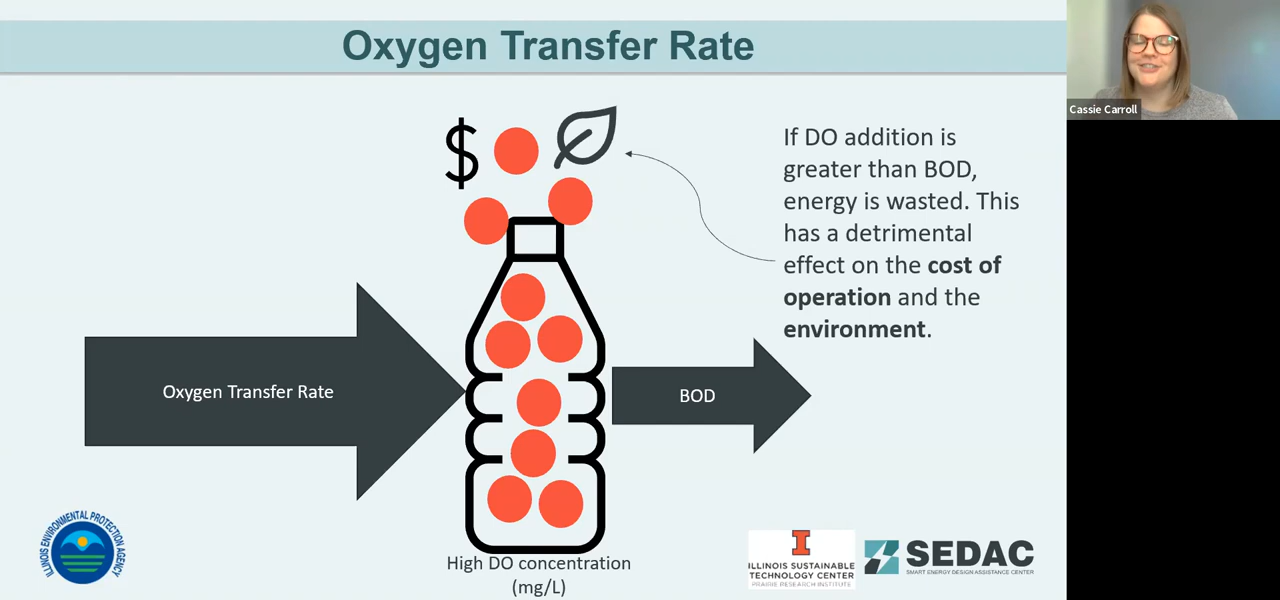 Oxygen Transfer Rate
Cassie Carroll
$
If DO addition is
greater than BOD,
energy is wasted. This
has a detrimental
effect on the cost of
operation and the
environment.
Oxygen Transfer Rate
BOD
High DO concentration
(mg/L)
ILLINOIS ENVIRONMENTAL PROTECTION AGENCY
I
ILLINOIS SUSTAINABLE
TECHNOLOGY CENTER
PRAIRIE RESEARCH INSTITUTE
SEDAC
SMART ENERGY DESIGN ASSISTANCE CENTER